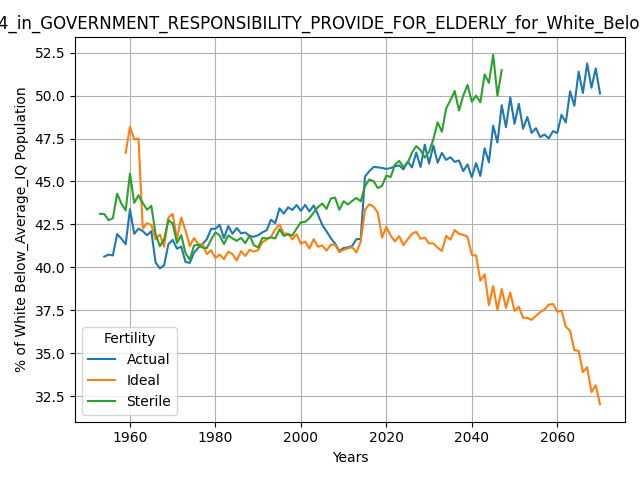 4_in_GOVERNMENT_RESPONSIBILITY_PROVIDE_FOR_ELDERLY_for_White_Belo
% of White Below_Average_IQ Population
52.5
50.0
47.5
45.0
42.5
40.0
37.5
35.0
32.5
Fertility
Actual
Ideal
Sterile
1960 1980 2000 2020 2040 2060
Years